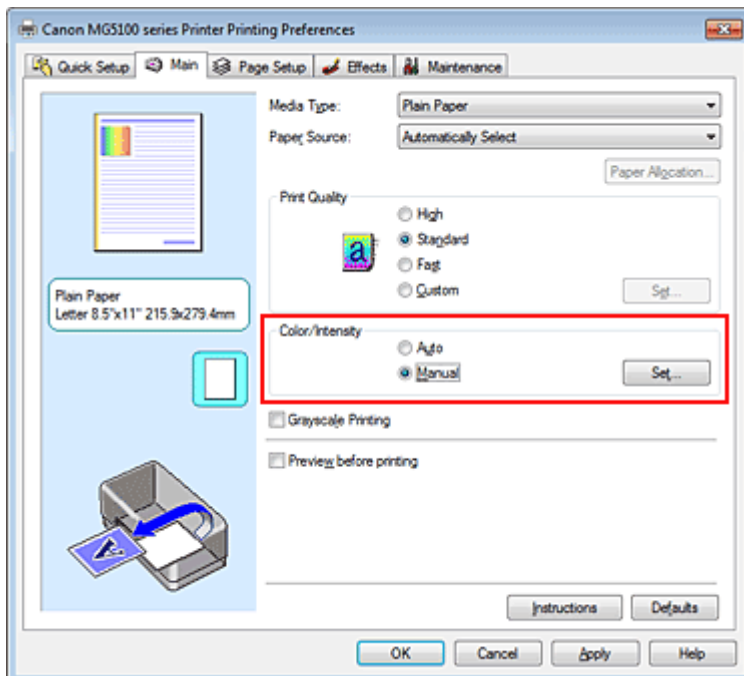 Canon MG5100 series Printer Printing Preferences
Quick Setup Main Page Setup Effects Maintenance
Media Type: Plain Paper
Paper Source: Automatically Select
Paper Allocation...
Print Quality
High
a Standard
Fast
Custom Set...
Plain Paper
Letter 8.5"x11" 215.9x279.4mm
Color/Intensity
Auto
Manual Set...
Grayscale Printing
Preview before printing
A
Instructions Defaults
OK Cancel Apply Help